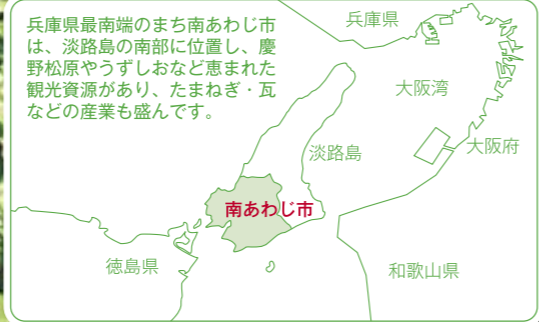 兵庫県最南端のまち南あわじ市
は、淡路島の南部に位置し、慶
野松原やうずしおなど恵まれた
観光資源があり、たまねぎ・瓦
などの産業も盛んです。
兵庫県
大阪湾
大阪府
淡路島
南あわじ市
徳島県
和歌山県